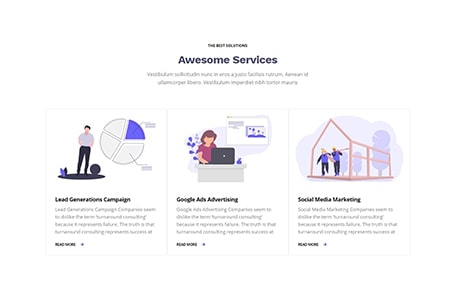 THE BEST SOLUTIONS
Awesome Services
Vestibulum sollicitudin nunc in eros a justo facilisis rutrum. Aenean id
ullamcorper libero. Vestibulum imperdiet nibh tortor mauris
Lead Generations Campaign
Lead Generations Campaign Companies seem to
dislike the term 'turnaround consulting'
because it represents failure. The truth is that
turnaround consulting represents success at
READ MORE
Google Ads Advertising
Google Ads Advertising Companies seem to
dislike the term 'turnaround consulting'
because it represents failure. The truth is that
turnaround consulting represents success at
READ MORE
Social Media Marketing
Social Media Marketing Companies seem to
dislike the term 'turnaround consulting'
because it represents failure. The truth is that
turnaround consulting represents success at
READ MORE